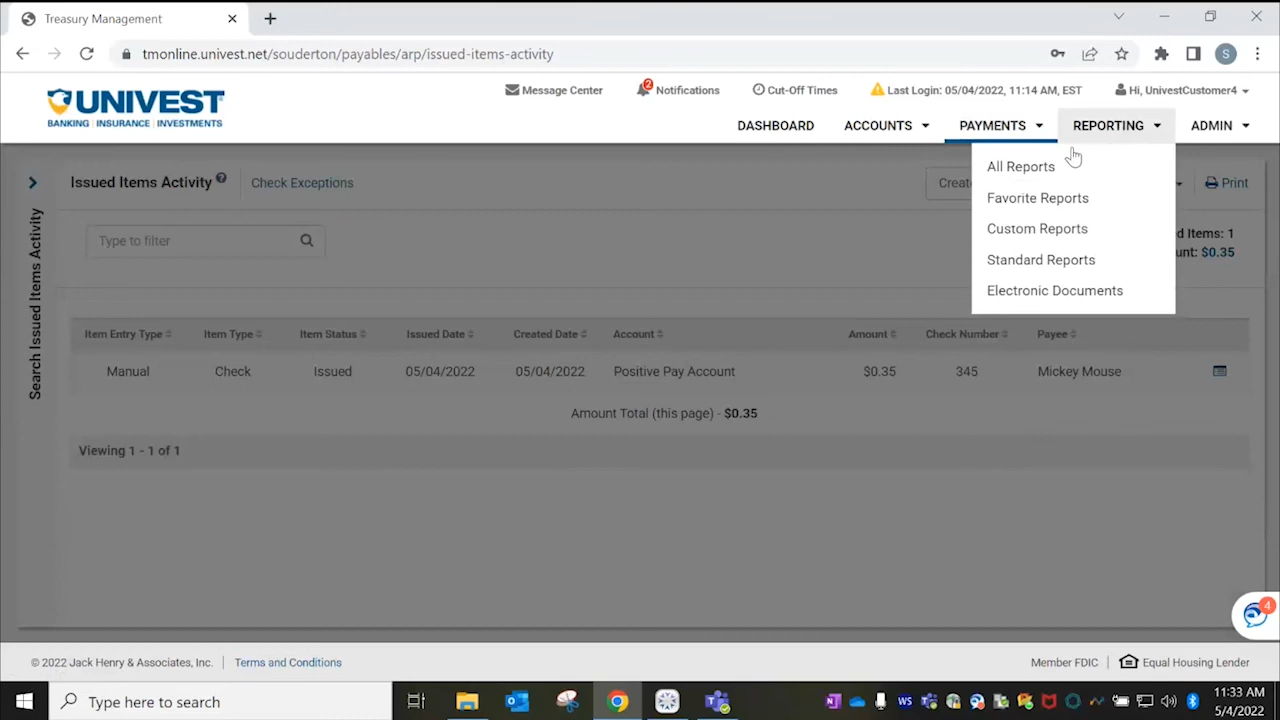 Treasury Management
tmonline.univest.net/souderton/payables/arp/issued-items-activity
S
UNIVEST
BANKING | INSURANCE | INVESTMENTS
Message Center
2
Notifications
Cut-Off Times
Last Login: 05/04/2022, 11:14 AM, EST
Hi, UnivestCustomer4
DASHBOARD ACCOUNTS PAYMENTS REPORTING ADMIN
All Reports
Favorite Reports
Custom Reports
Standard Reports
Electronic Documents
Search Issued Items Activity
Issued Items Activity
Check Exceptions
Print
Type to filter
Items: 1
$0.35
Item Entry Type Item Type Item Status Issued Date Created Date Account Amount Check Number Payee
Manual Check Issued 05/04/2022 05/04/2022 Positive Pay Account $0.35 345 Mickey Mouse
Amount Total (this page) - $0.35
Viewing 1 - 1 of 1
4
© 2022 Jack Henry & Associates, Inc. | Terms and Conditions
Member FDIC | Equal Housing Lender
Type here to search
WS
11:33 AM
5/4/2022